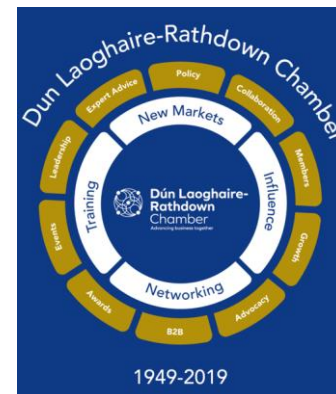 Dun Laoghaire-Rathdown Chamber
Policy
Collaboration
Members
Growth
Advocacy
B2B
Awards
Events
Leadership
Expert Advice
New Markets
Influence
Networking
Training
Dún Laoghaire-
Rathdown
Chamber
Advancing business together
1949-2019